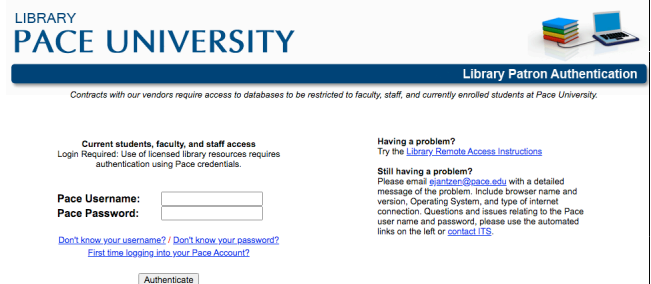 LIBRARY
PACE UNIVERSITY
Library Patron Authentication
Contracts with our vendors require access to databases to be restricted to faculty, staff, and currently enrolled students at Pace University.
Current students, faculty, and staff access
Login Required: Use of licensed library resources requires
authentication using Pace credentials.
Pace Username:
Pace Password:
Don't know your username? / Don't know your password?
First time logging into your Pace Account?
Authenticate
Having a problem?
Try the Library Remote Access Instructions
Still having a problem?
Please email ejantzen@pace.edu with a detailed
message of the problem. Include browser name and
version, Operating System, and type of internet
connection. Questions and issues relating to the Pace
user name and password, please use the automated
links on the left or contact ITS.